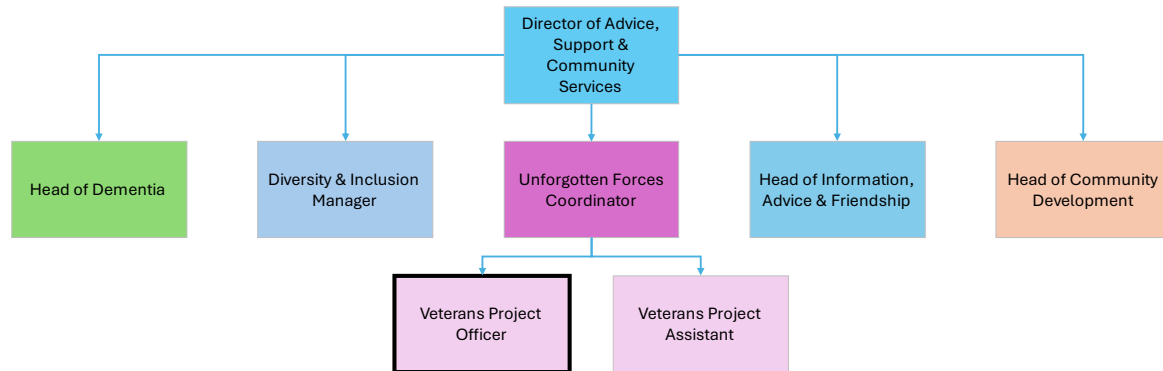 Director of Advice,
Support &
Community
Services
Head of Dementia
Diversity & Inclusion
Manager
Unforgotten Forces
Coordinator
Head of Information,
Advice & Friendship
Head of Community
Development
Veterans Project
Officer
Veterans Project
Assistant